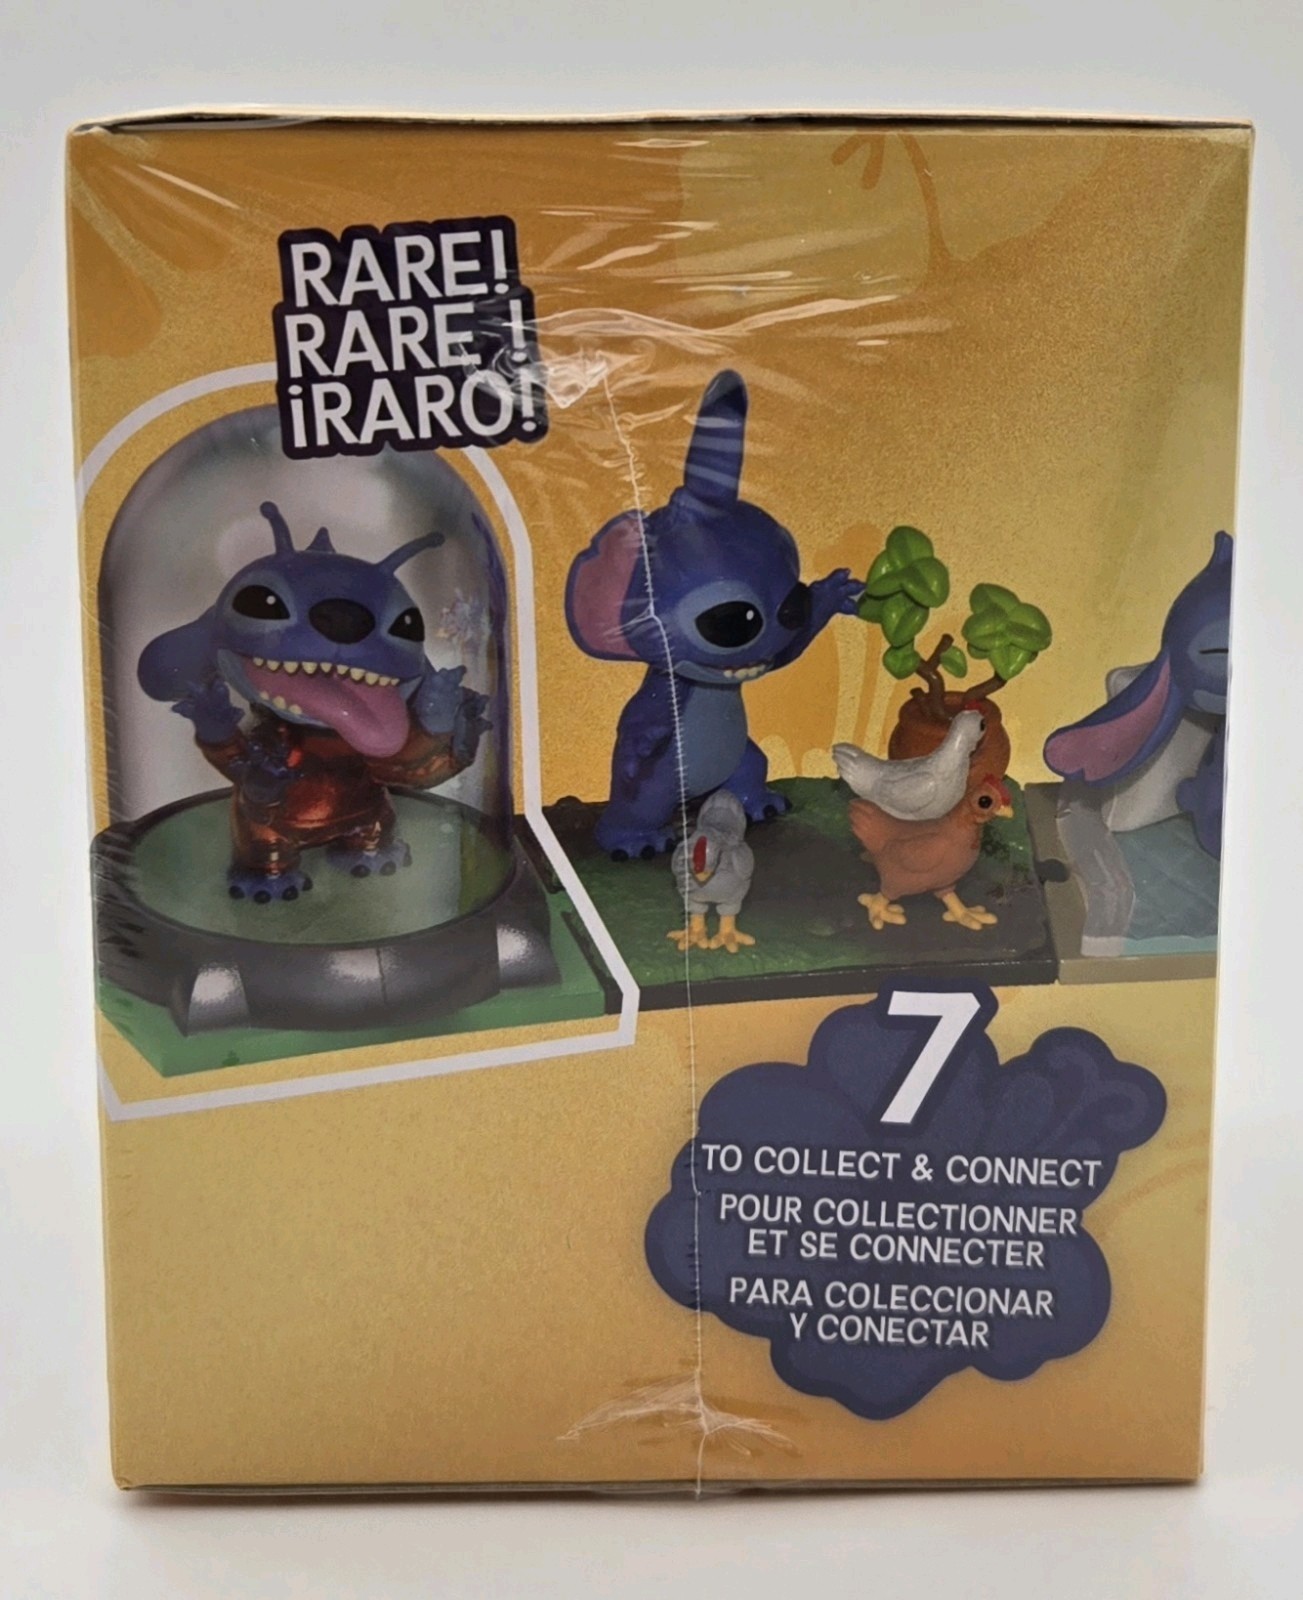 RARE!
RARE !
¡RARO!
7
TO COLLECT & CONNECT
POUR COLLECTIONNER
ET SE CONNECTER
PARA COLECCIONAR
Y CONECTAR